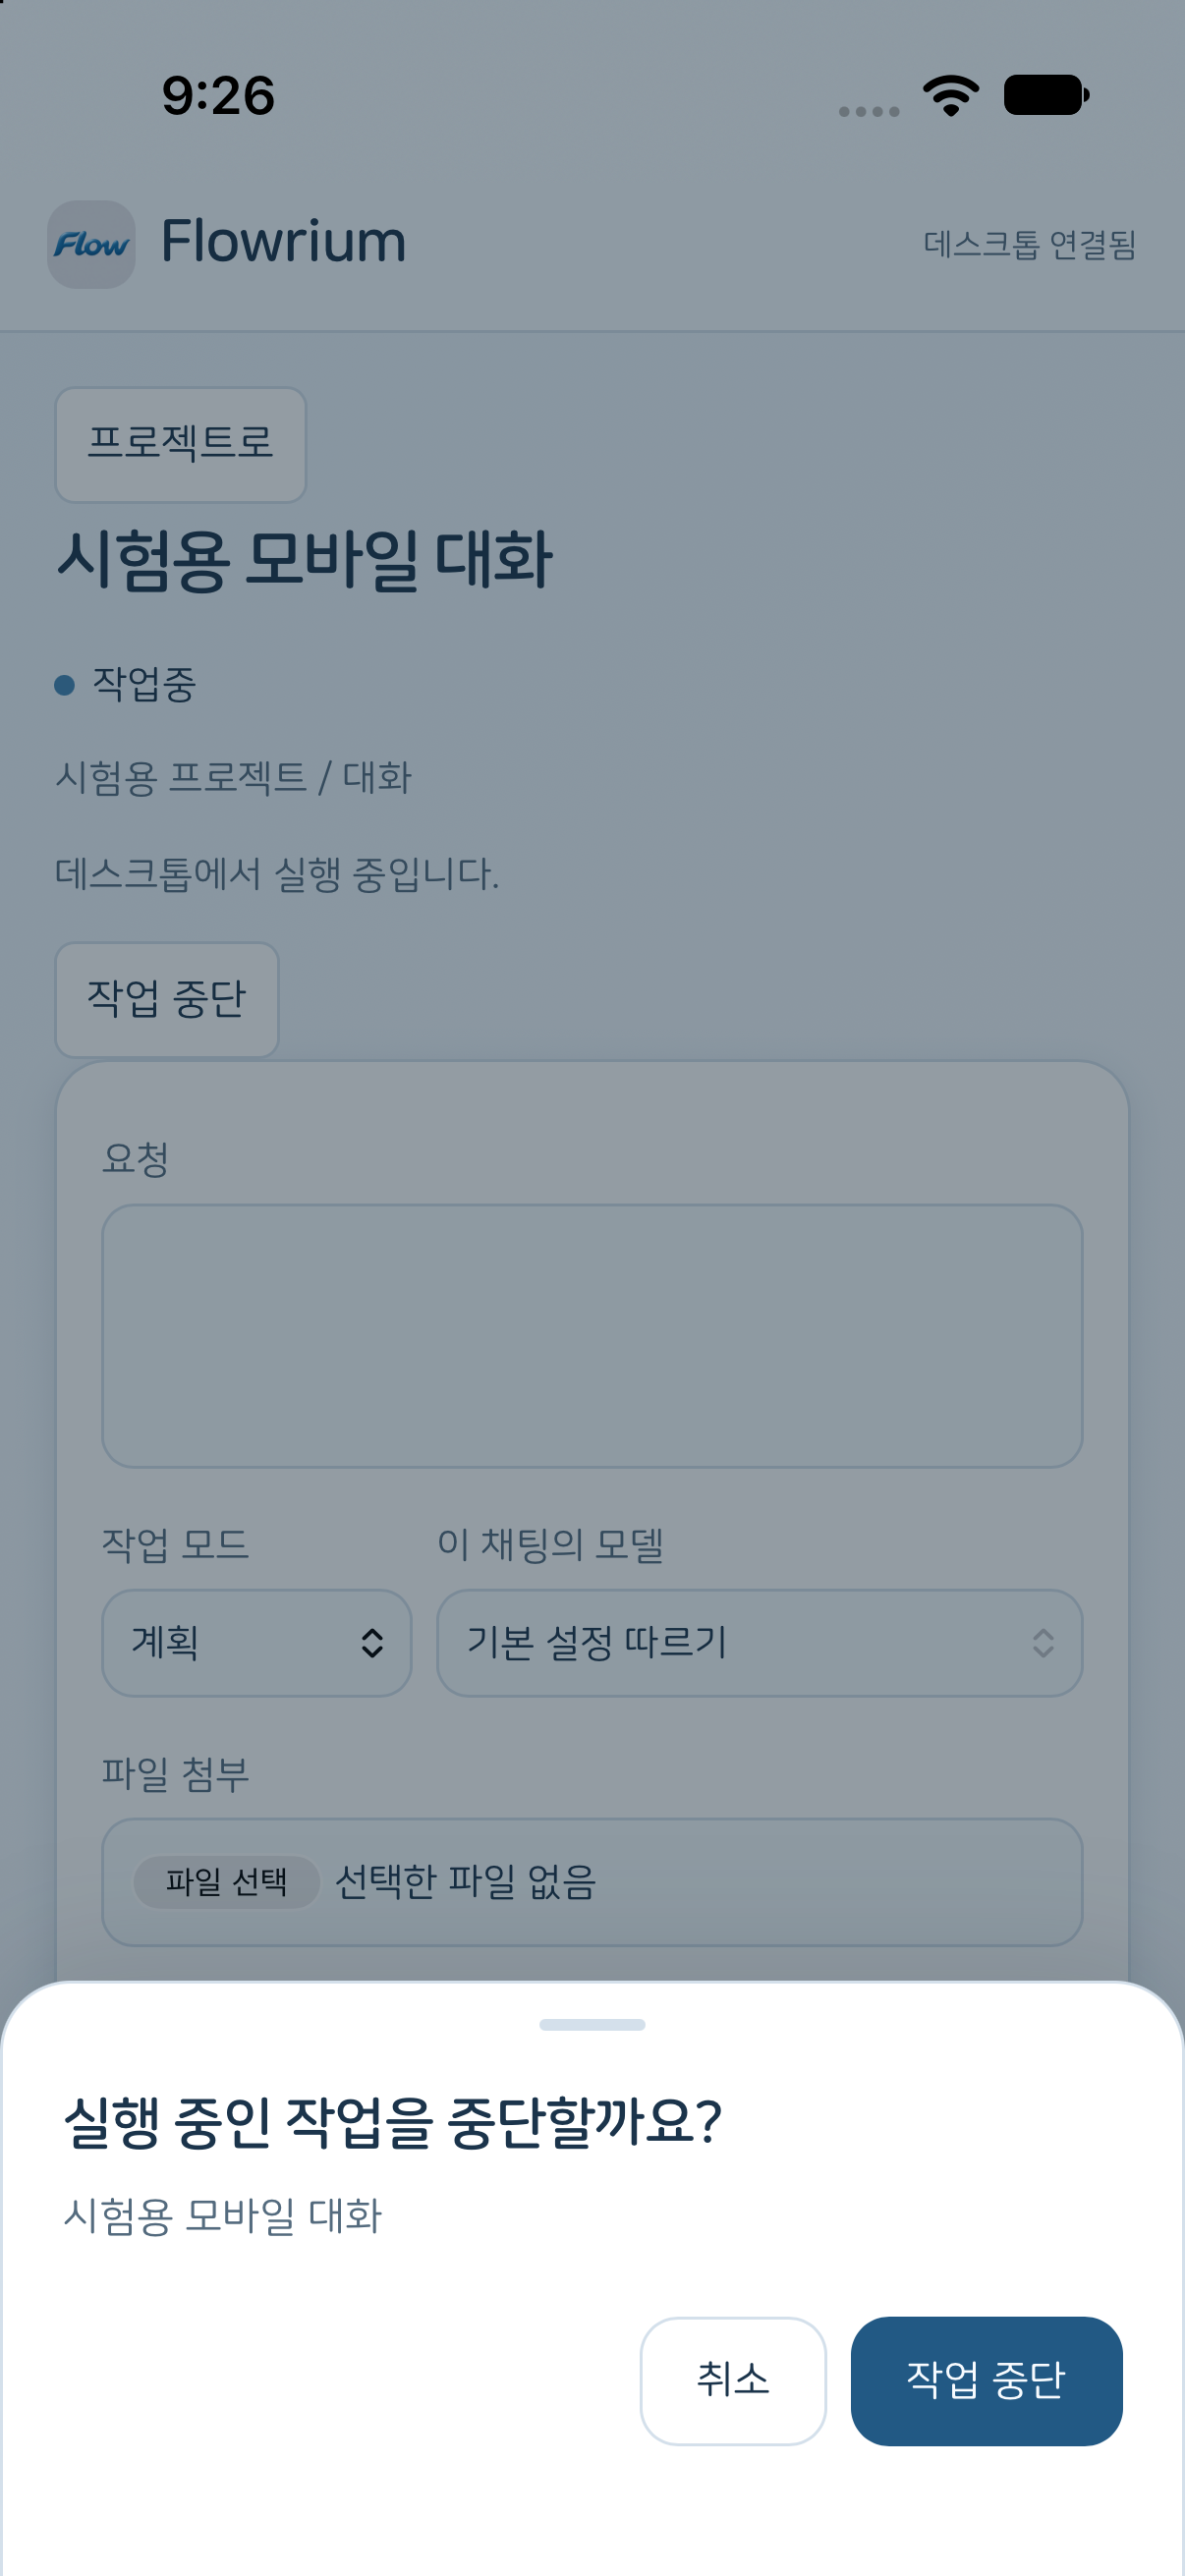 9:26
Flow Flowrium 데스크톱 연결됨
프로젝트로
시험용 모바일 대화
작업중
시험용 프로젝트 / 대화
데스크톱에서 실행 중입니다.
작업 중단
요청
작업 모드 이 채팅의 모델
계획 기본 설정 따르기
파일 첨부
파일 선택 선택한 파일 없음
실행 중인 작업을 중단할까요?
시험용 모바일 대화
취소 작업 중단